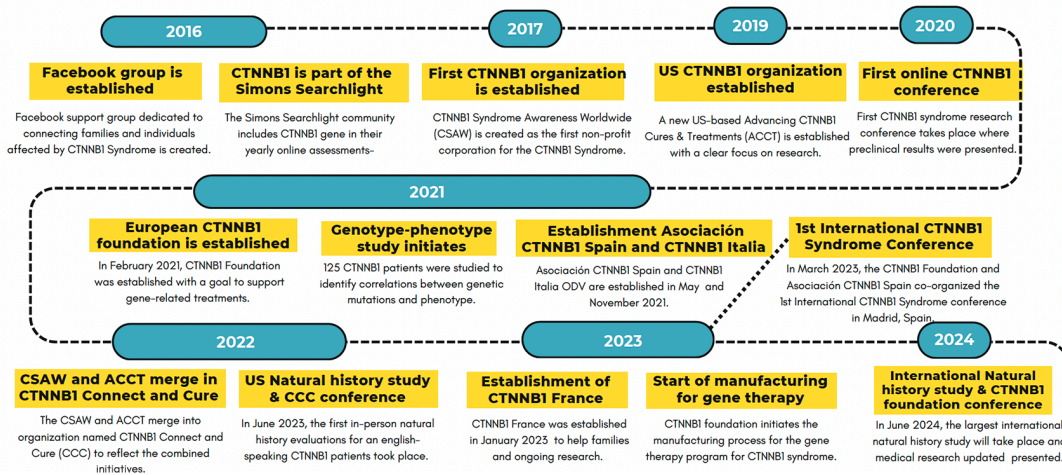 2016
2017
2019
2020
Facebook group is
established
Facebook support group dedicated to
connecting families and individuals
affected by CTNNB1 Syndrome is created.
CTNNB1 is part of the
Simons Searchlight
The Simons Searchlight community
includes CTNNB1 gene in their
yearly online assessments-
First CTNNB1 organization
is established
CTNNB1 Syndrome Awareness Worldwide
(CSAW) is created as the first non-profit
corporation for the CTNNB1 Syndrome.
US CTNNB1 organization
established
A new US-based Advancing CTNNB1
Cures & Treatments (ACCT) is established
with a clear focus on research.
First online CTNNB1
conference
First CTNNB1 syndrome research
conference takes place where
preclinical results were presented.
2021
European CTNNB1
foundation is established
In February 2021, CTNNB1 Foundation
was established with a goal to support
gene-related treatments.
Genotype-phenotype
study initiates
125 CTNNB1 patients were studied to
identify correlations between genetic
mutations and phenotype.
Establishment Asociación
CTNNB1 Spain and CTNNB1 Italia
Asociación CTNNB1 Spain and CTNNB1
Italia ODV are established in May and
November 2021.
1st International CTNNB1
Syndrome Conference
In March 2023, the CTNNB1 Foundation and
Asociación CTNNB1 Spain co-organized the
1st International CTNNB1 Syndrome conference
in Madrid, Spain.
2022
2023
2024
CSAW and ACCT merge in
CTNNB1 Connect and Cure
The CSAW and ACCT merge into
organization named CTNNB1 Connect and
Cure (CCC) to reflect the combined
initiatives.
US Natural history study
& CCC conference
In June 2023, the first in-person natural
history evaluations for an english-
speaking CTNNB1 patients took place.
Establishment of
CTNNB1 France
CTNNB1 France was established
in January 2023 to help families
and ongoing research.
Start of manufacturing
for gene therapy
CTNNB1 foundation initiates the
manufacturing process for the gene
therapy program for CTNNB1 syndrome.
International Natural
history study & CTNNB1
foundation conference
In June 2024, the largest international
natural history study will take place and
medical research updated presented.